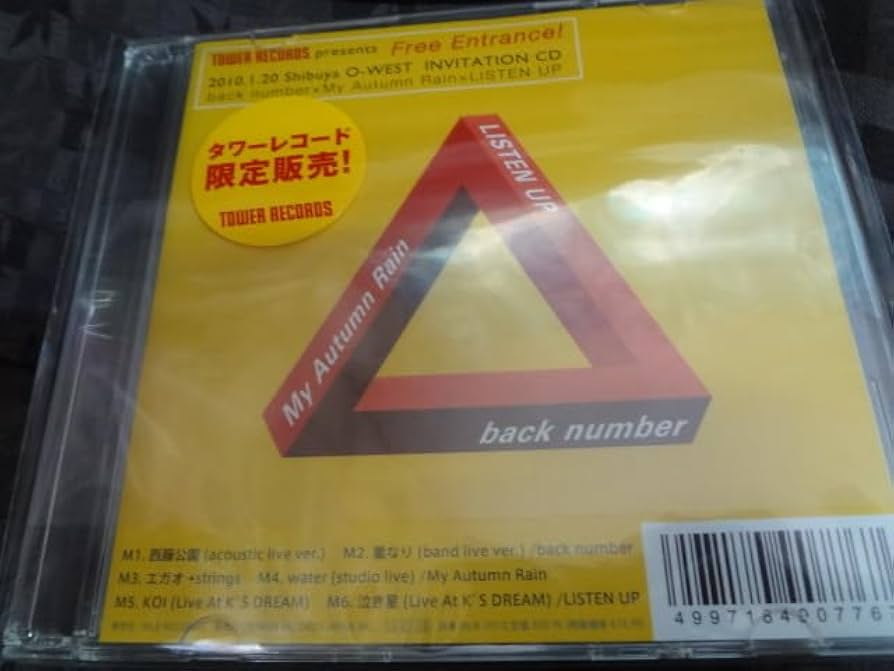 TOWER RECORDS presents Free Entrance!
2010.1.20 Shibuya O-WEST INVITATION CD
back number×My Autumn Rain×LISTEN UP
タワーレコード
限定販売!
TOWER RECORDS
LISTEN UP
My Autumn Rain
back number
M1. 西藤公園 (acoustic live ver.) M2. 重なり (band live ver.) /back number
M3. エガオ +strings M4. water (studio live) /My Autumn Rain
M5. KOI (Live At K'S DREAM) M6. 泣き星 (Live At K'S DREAM) /LISTEN UP
499718400776